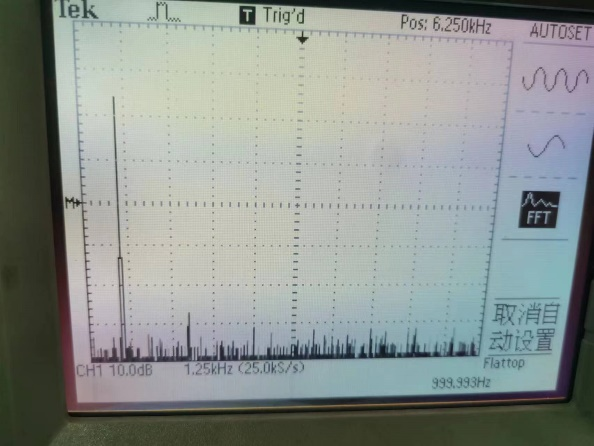 Tek
T Trig'd
Pos: 6.250kHz
AUTOSET
M
FFT
取消自
动设置
CH1 10.0dB
1.25kHz (25.0kS/s)
Flattop
999.993Hz